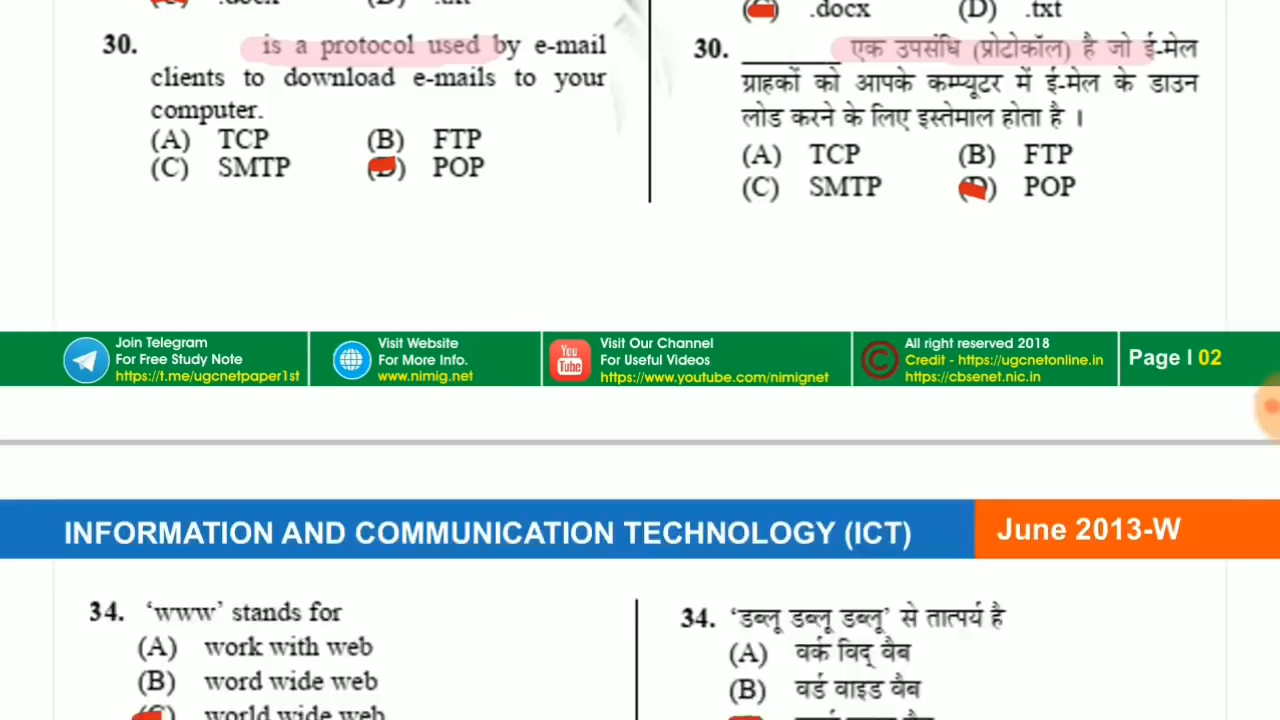 (C) .docx (D) .txt
30. is a protocol used by e-mail
clients to download e-mails to your
computer.
(A) TCP (B) FTP
(C) SMTP (D) POP
(C) .docx (D) .txt
30. ______ एक उपसंधि (प्रोटोकॉल) है जो ई-मेल
ग्राहकों को आपके कम्प्यूटर में ई-मेल के डाउन
लोड करने के लिए इस्तेमाल होता है ।
(A) TCP (B) FTP
(C) SMTP (D) POP
Join Telegram
For Free Study Note
https://t.me/ugcnetpaper1st
Visit Website
For More Info.
www.nimig.net
You
Tube
Visit Our Channel
For Useful Videos
https://www.youtube.com/nimignet
C
All right reserved 2018
Credit - https://ugcnetonline.in
https://cbsenet.nic.in
Page I 02
INFORMATION AND COMMUNICATION TECHNOLOGY (ICT)
June 2013-W
34. ‘www’ stands for
(A) work with web
(B) word wide web
(C) world wide web
34. ‘डब्लू डब्लू डब्लू’ से तात्पर्य है
(A) वर्क विद् वैब
(B) वर्ड वाइड वैब